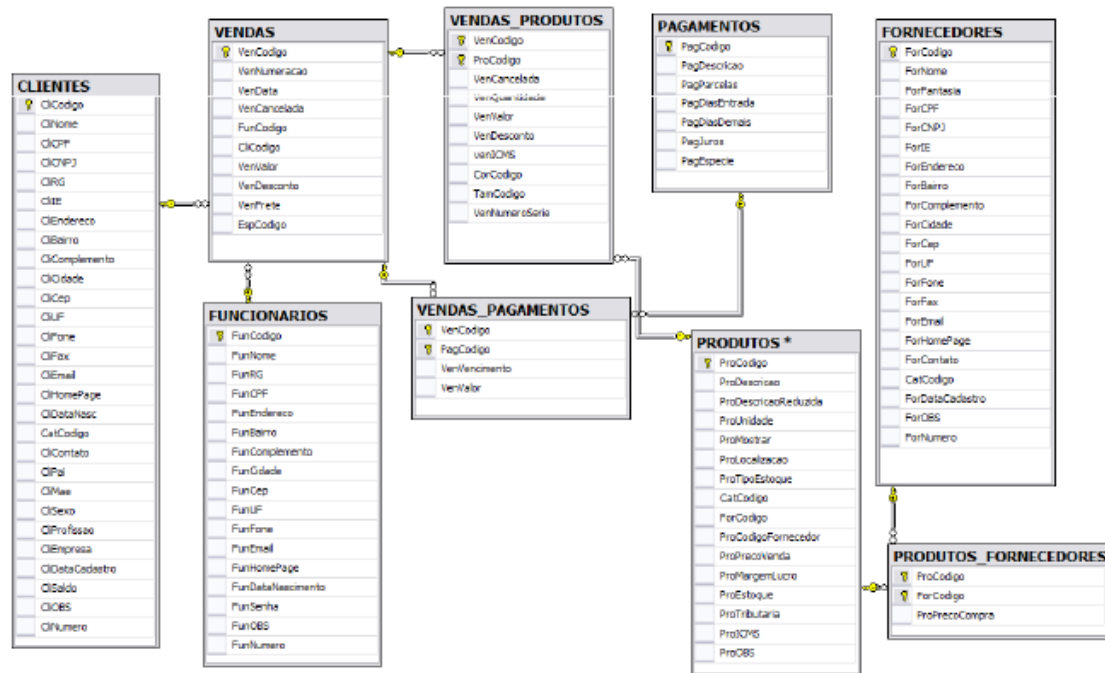 CLIENTES
CliCodigo
CliNome
CliCPF
CliCNPJ
CliRG
CliIE
CliEndereco
CliBairro
CliComplemento
CliCidade
CliCep
CliUF
CliFone
CliFax
CliEmail
CliHomePage
CliDataNasc
CatCodigo
CliContato
CliPai
CliMae
CliSexo
CliProfissao
CliEmpresa
CliDataCadastro
CliSaldo
CliOBS
CliNumero
VENDAS
VenCodigo
VenNumeracao
VenData
VenCancelada
FunCodigo
CliCodigo
VenValor
VenDesconto
VenFrete
EspCodigo
FUNCIONARIOS
FunCodigo
FunNome
FunRG
FunCPF
FunEndereco
FunBairro
FunComplemento
FunCidade
FunCep
FunUF
FunFone
FunEmail
FunHomePage
FunDataNascimento
FunSenha
FunOBS
FunNumero
VENDAS_PRODUTOS
VenCodigo
ProCodigo
VenCancelada
VenQuantidade
VenValor
VenDesconto
venICMS
CorCodigo
TamCodigo
VenNumeroSerie
VENDAS_PAGAMENTOS
VenCodigo
PagCodigo
VenVencimento
VenValor
PAGAMENTOS
PagCodigo
PagDescricao
PagParcelas
PagDiasEntrada
PagDiasDemais
PagJuros
PagEspecie
PRODUTOS *
ProCodigo
ProDescricao
ProDescricaoReduzida
ProUnidade
ProMostrar
ProLocalizacao
ProTipoEstoque
CatCodigo
ForCodigo
ProCodigoFornecedor
ProPrecoVenda
ProMargemLucro
ProEstoque
ProTributaria
ProICMS
ProOBS
FORNECEDORES
ForCodigo
ForNome
ForFantasia
ForCPF
ForCNPJ
ForIE
ForEndereco
ForBairro
ForComplemento
ForCidade
ForCep
ForUF
ForFone
ForFax
ForEmail
ForHomePage
ForContato
CatCodigo
ForDataCadastro
ForOBS
ForNumero
PRODUTOS_FORNECEDORES
ProCodigo
ForCodigo
ProPrecoCompra